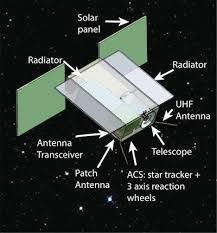 Solar
panel
Radiator
Radiator
UHF
Antenna
Antenna
Transceiver
Telescope
Patch
Antenna
ACS: star tracker +
3 axis reaction
wheels